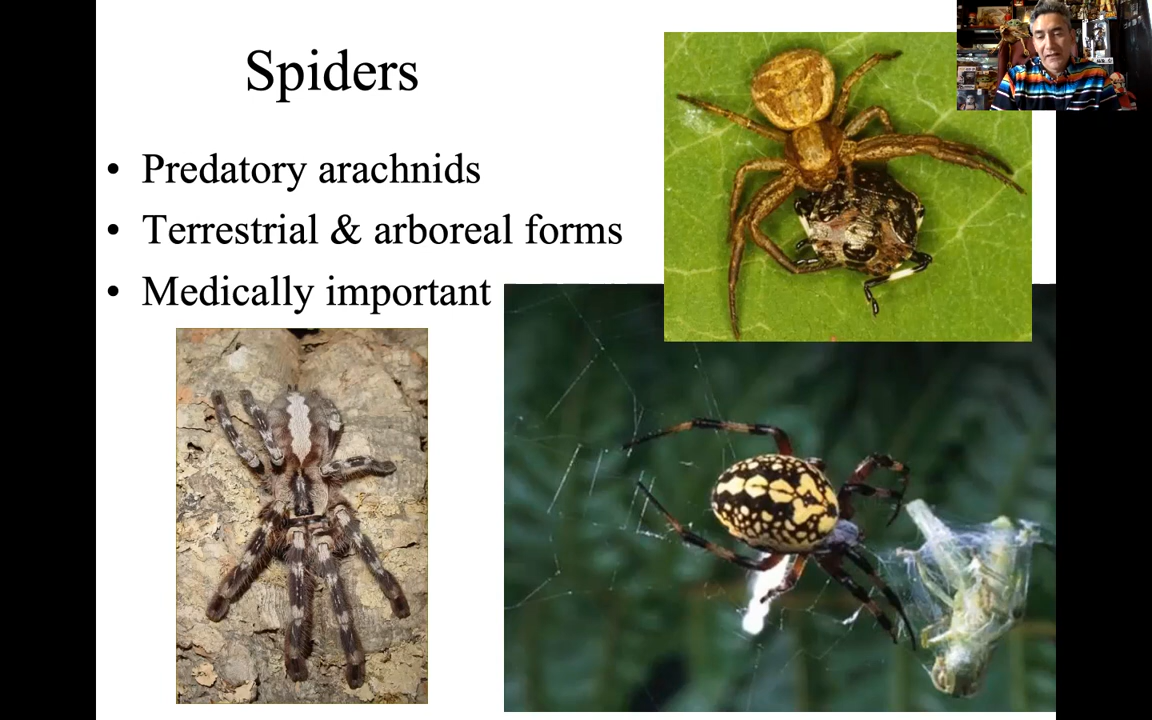 Spiders
• Predatory arachnids
• Terrestrial & arboreal forms
• Medically important